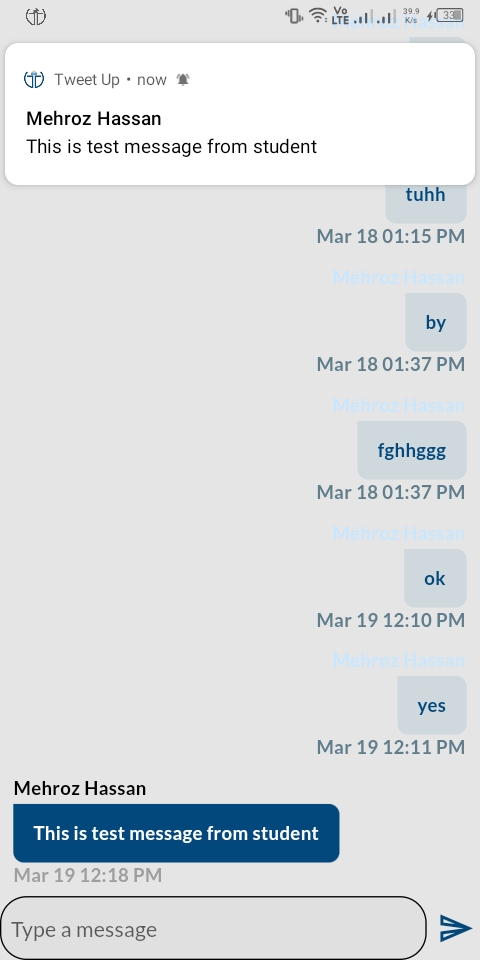 Vo
LTE
39.9
K/s
33
Tweet Up • now
Mehroz Hassan
This is test message from student
tuhh
Mar 18 01:15 PM
Mehroz Hassan
by
Mar 18 01:37 PM
Mehroz Hassan
fghhggg
Mar 18 01:37 PM
Mehroz Hassan
ok
Mar 19 12:10 PM
Mehroz Hassan
yes
Mar 19 12:11 PM
Mehroz Hassan
This is test message from student
Mar 19 12:18 PM
Type a message